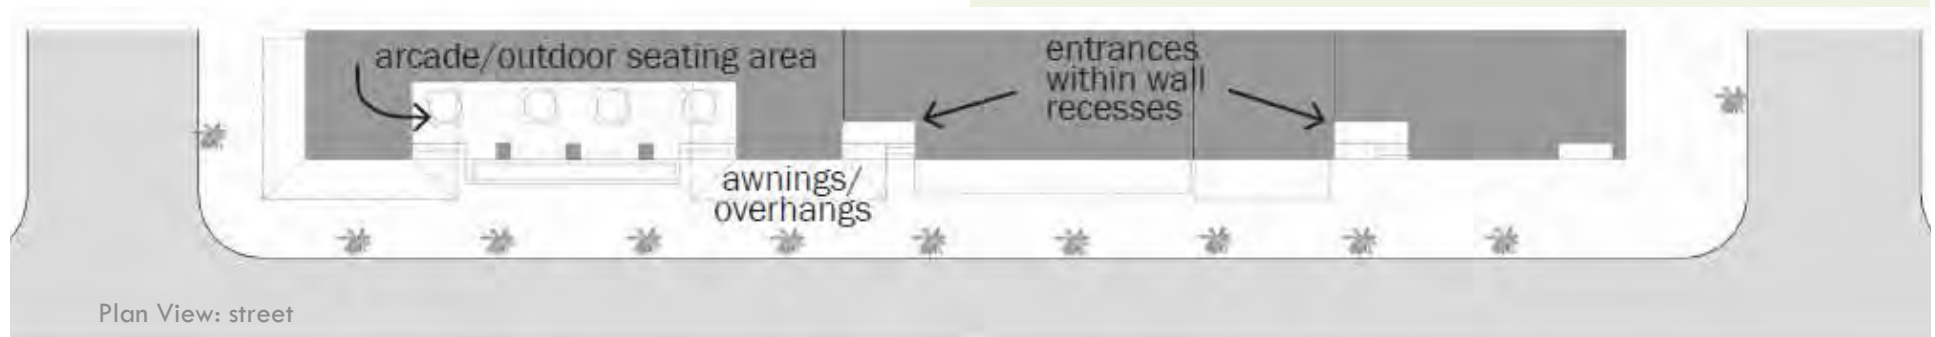 arcade/outdoor seating area
entrances
within wall
recesses
awnings/
overhangs
Plan View: street